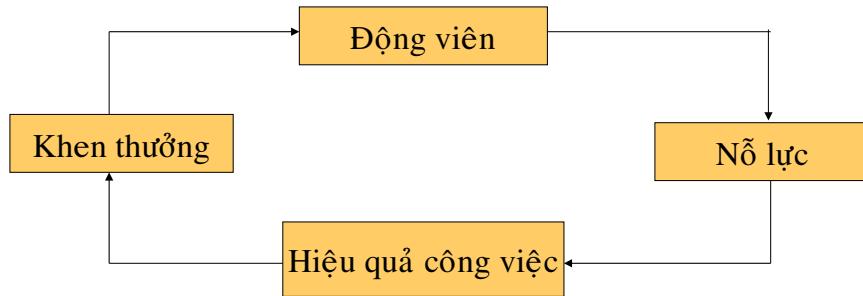 Động viên
Khen thưởng
Nỗ lực
Hiệu quả công việc